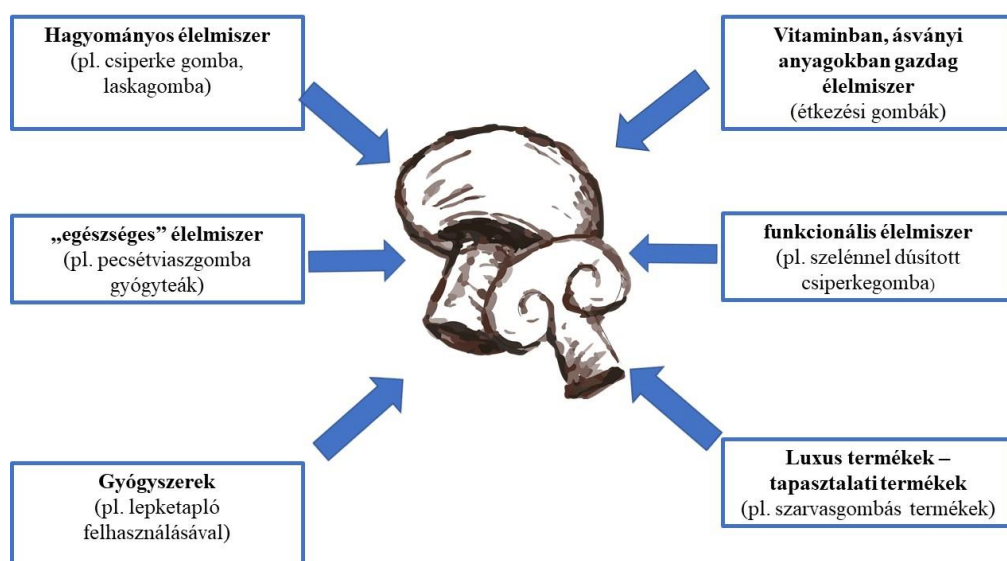 Hagyományos élelmiszer
(pl. csiperke gomba,
laskagomba)
Vitaminban, ásványi
anyagokban gazdag
élelmiszer
(étkezési gombák)
„egészséges” élelmiszer
(pl. pecsétviaszgomba
gyógyteák)
funkcionális élelmiszer
(pl. szelénnel dúsított
csiperkegomba)
Gyógyszerek
(pl. lepketapló
felhasználásával)
Luxus termékek –
tapasztalati termékek
(pl. szarvasgombás termékek)